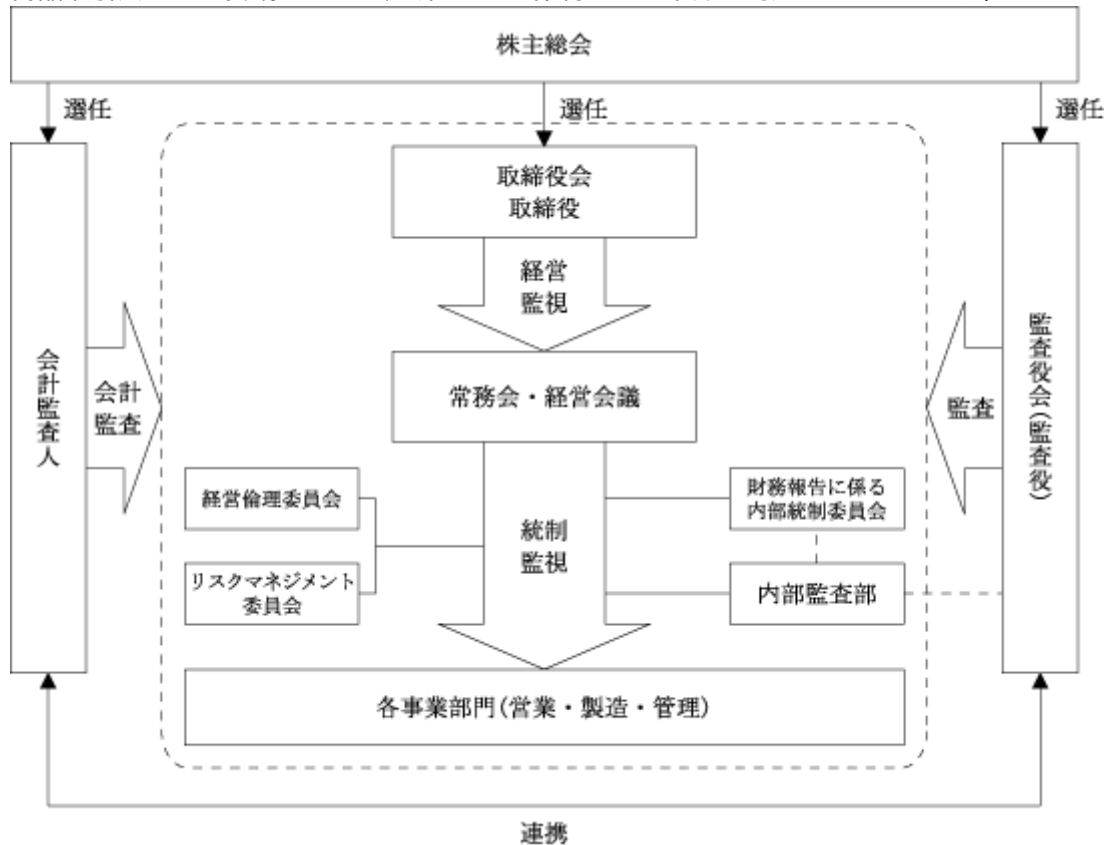 株主総会
選任
選任
選任
取締役会
取締役
経営
監視
会計監査人
会計
監査
常務会・経営会議
監査
監査役会(監査役)
経営倫理委員会
財務報告に係る
内部統制委員会
統制
監視
リスクマネジメント
委員会
内部監査部
各事業部門(営業・製造・管理)
連携